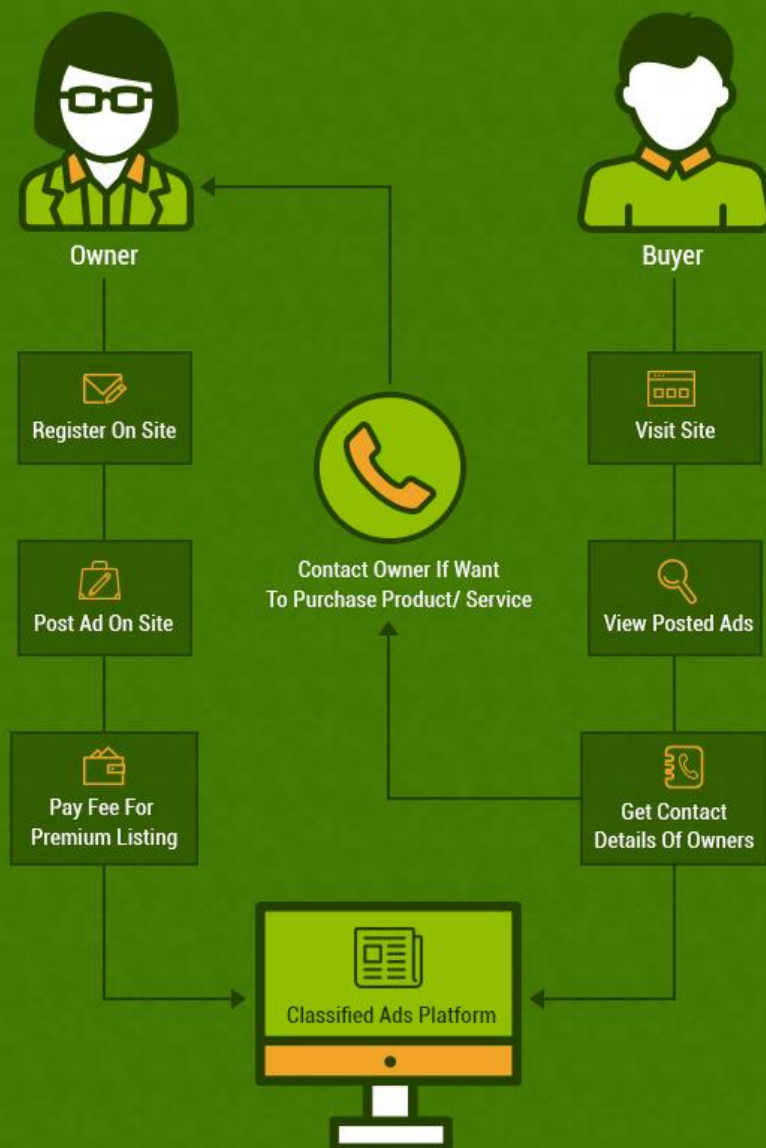 Owner
Buyer
Register On Site
Visit Site
Contact Owner If Want
To Purchase Product/ Service
Post Ad On Site
View Posted Ads
Pay Fee For
Premium Listing
Get Contact
Details Of Owners
Classified Ads Platform